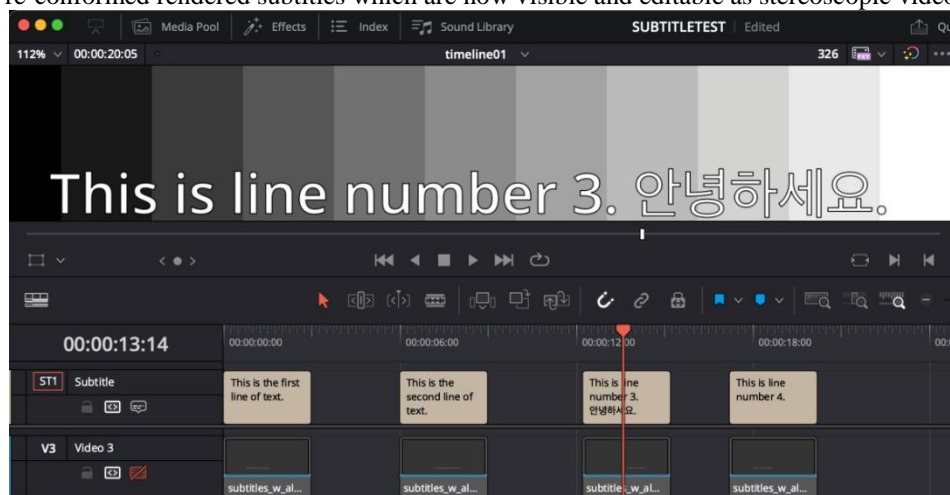 re-conformed rendered subtitles which are now visible and editable as stereoscopic video
Media Pool Effects Index Sound Library SUBTITLETEST Edited
112% 00:00:20:05 timeline01 326
This is line number 3. 안녕하세요.
00:00:13:14
00:00:00:00 00:00:06:00 00:00:12:00 00:00:18:00
ST1 Subtitle
This is the first
line of text.
This is the
second line of
text.
This is line
number 3.
안녕하세요.
This is line
number 4.
V3 Video 3
subtitles_w_al... subtitles_w_al... subtitles_w_al... subtitles_w_al...